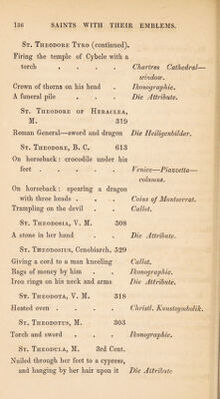 136 SAINTS WITH THEIR EMBLEMS.
ST. THEODORE TYRO (continued).
Firing the temple of Cybele with a
torch . . . . Chartres Cathedral—
window.
Crown of thorns on his head . Ikonographie.
A funeral pile . . . Die Attribute.
ST. THEODORE OF HERACLEA,
M. 319
Roman General—sword and dragon Die Heiligenbilder.
ST. THEODORE, B. C. 613
On horseback: crocodile under his
feet . . . . . Venice—Piazzetta—
columns.
On horseback: spearing a dragon
with three hends . . . Coins of Montserrat.
Trampling on the devil . . Callot.
ST. THEODOSIA, V. M. 308
A stone in her hand . . Die Attribute.
ST. THEODOSIUS, Cenobiarch. 529
Giving a cord to a man kneeling Callot.
Bags of money by him . . Ikonographie.
Iron rings on his neck and arms Die Attribute.
ST. THEODOTA, V. M. 318
Heated oven . . . . Christl. Kunstsymbolik.
ST. THEODOTUS, M. 303
Torch and sword . . . Ikonographie.
ST. THEODULA, M. 3rd Cent.
Nailed through her feet to a cypress,
and hanging by her hair upon it Die Attribute